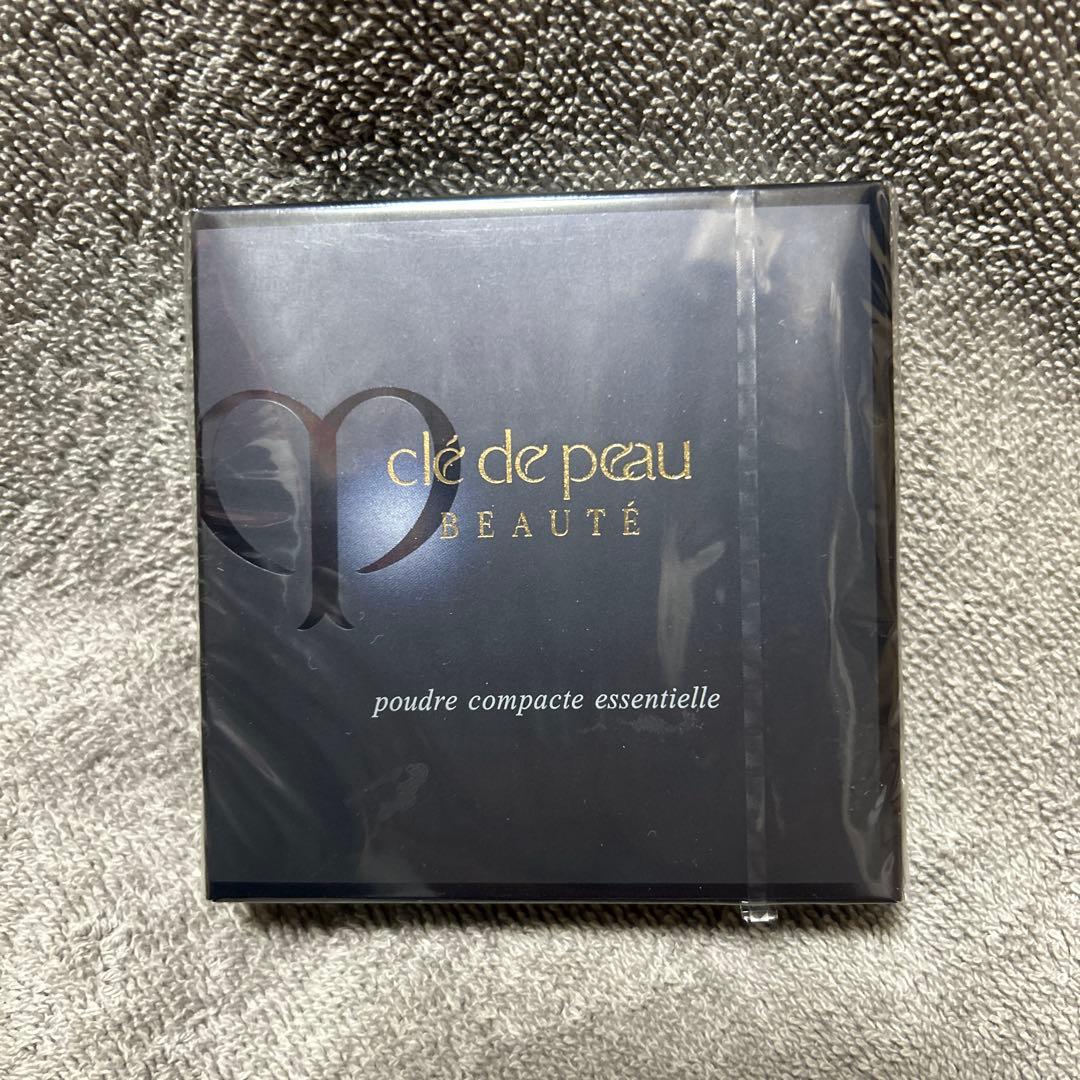 clé de peau
BEAUTÉ
poudre compacte essentielle